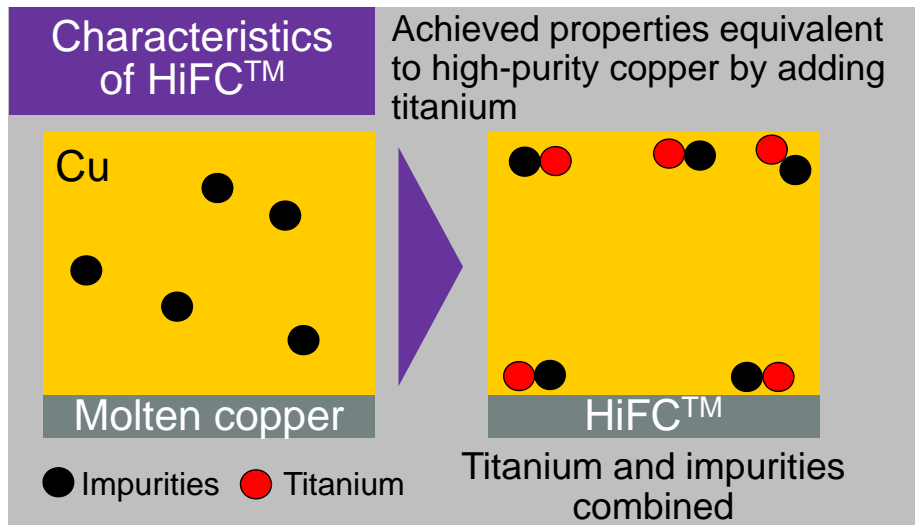 Characteristics
of HiFC™
Achieved properties equivalent
to high-purity copper by adding
titanium
Cu
Molten copper
HiFC™
Impurities
Titanium
Titanium and impurities
combined